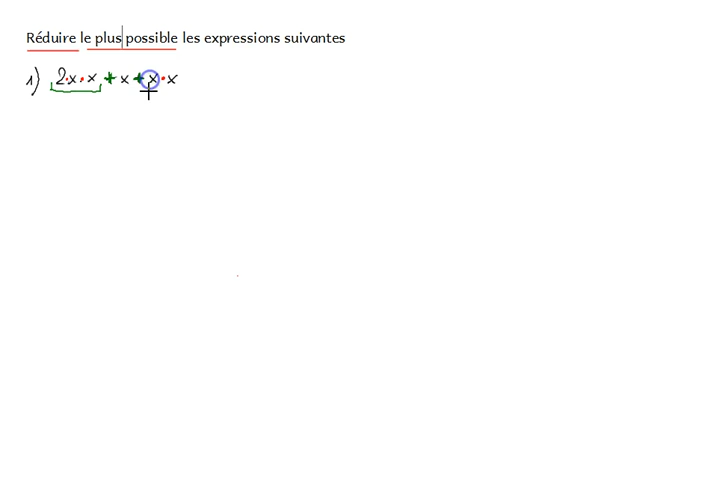 Réduire le plus possible les expressions suivantes
1) 2·x·x + x + x·x